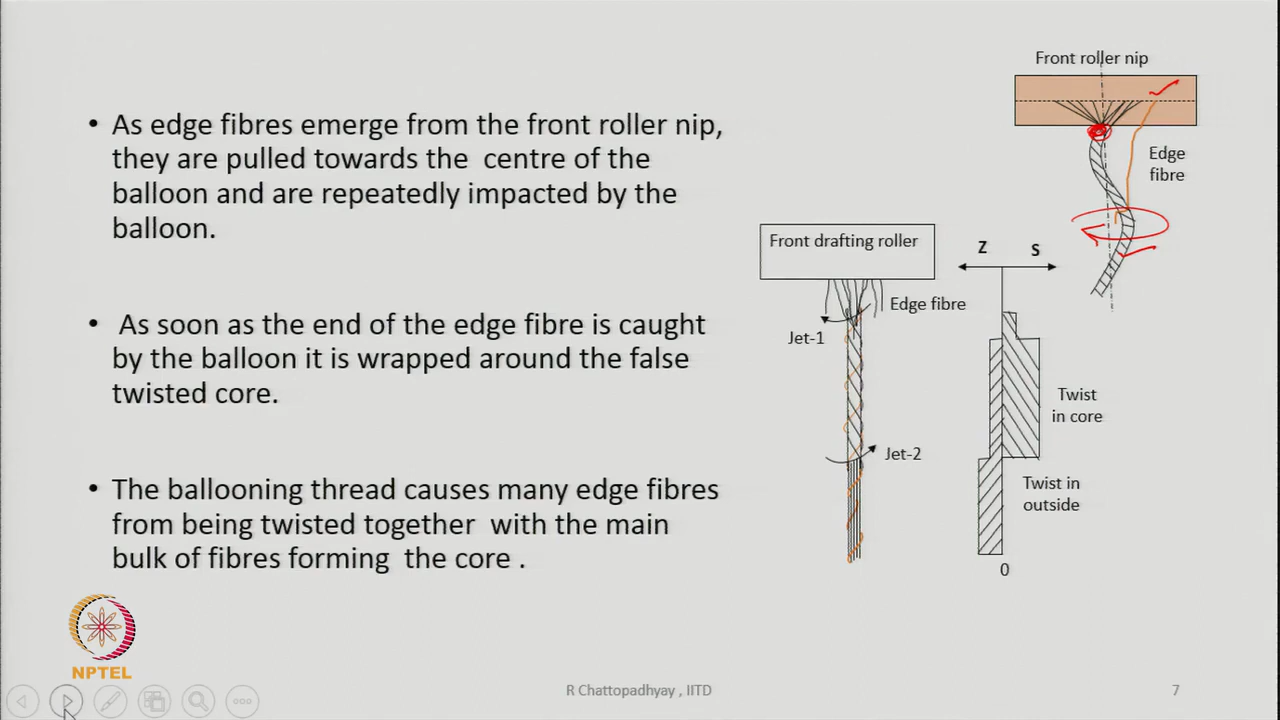 • As edge fibres emerge from the front roller nip,
they are pulled towards the centre of the
balloon and are repeatedly impacted by the
balloon.
• As soon as the end of the edge fibre is caught
by the balloon it is wrapped around the false
twisted core.
• The ballooning thread causes many edge fibres
from being twisted together with the main
bulk of fibres forming the core .
Front roller nip
Edge
fibre
Front drafting roller
Z
S
Edge fibre
Jet-1
Twist
in core
Jet-2
Twist in
outside
0
NPTEL
R Chattopadhyay , IITD
7